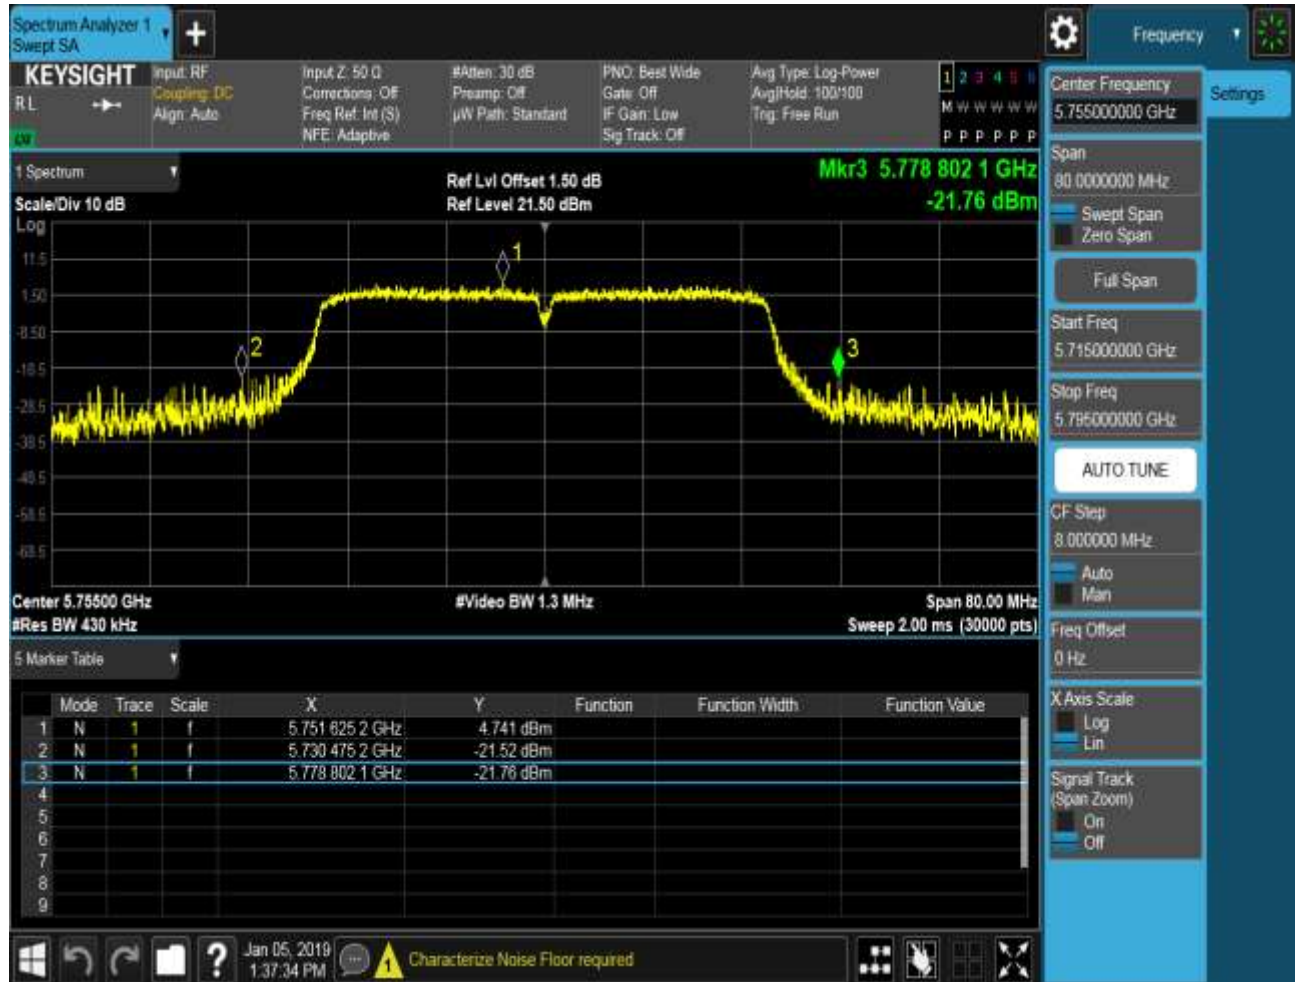 Spectrum Analyzer 1
Swept SA
Frequency
KEYSIGHT
RL
Input: RF
Coupling: DC
Align: Auto
Input Z: 50 Ω
Corrections: Off
Freq Ref: Int (S)
NFE: Adaptive
#Atten: 30 dB
Preamp: Off
µW Path: Standard
PNO: Best Wide
Gate: Off
IF Gain: Low
Sig Track: Off
Avg Type: Log-Power
Avg|Hold: 100/100
Trig: Free Run
1 2 3 4 5 6
M W W W W W
P P P P P P
1 Spectrum
Scale/Div 10 dB
Ref Lvl Offset 1.50 dB
Ref Level 21.50 dBm
Mkr3 5.778 802 1 GHz
-21.76 dBm
Log
11.5
1.50
-8.50
-18.5
-28.5
-38.5
-48.5
-58.5
-68.5
1
2
3
Center 5.75500 GHz
#Res BW 430 kHz
#Video BW 1.3 MHz
Span 80.00 MHz
Sweep 2.00 ms (30000 pts)
5 Marker Table
Mode Trace Scale X Y Function Function Width Function Value
1 N 1 f 5.751 625 2 GHz 4.741 dBm
2 N 1 f 5.730 475 2 GHz -21.52 dBm
3 N 1 f 5.778 802 1 GHz -21.76 dBm
4
5
6
7
8
9
Jan 05, 2019
1:37:34 PM
Characterize Noise Floor required
Settings
Center Frequency
5.755000000 GHz
Span
80.0000000 MHz
Swept Span
Zero Span
Full Span
Start Freq
5.715000000 GHz
Stop Freq
5.795000000 GHz
AUTO TUNE
CF Step
8.000000 MHz
Auto
Man
Freq Offset
0 Hz
X Axis Scale
Log
Lin
Signal Track
(Span Zoom)
On
Off